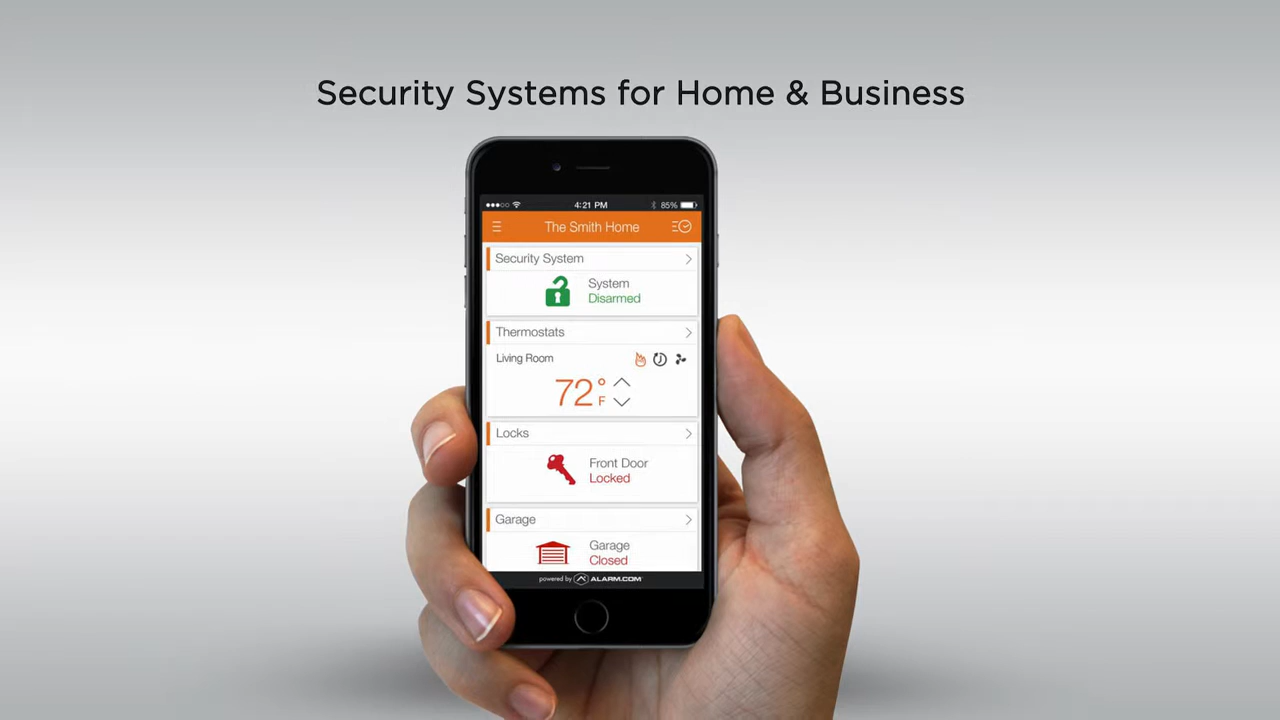 Security Systems for Home & Business
4:21 PM
85%
The Smith Home
Security System
System
Disarmed
Thermostats
Living Room
72°
F
Locks
Front Door
Locked
Garage
Garage
Closed
powered by ALARM.COM